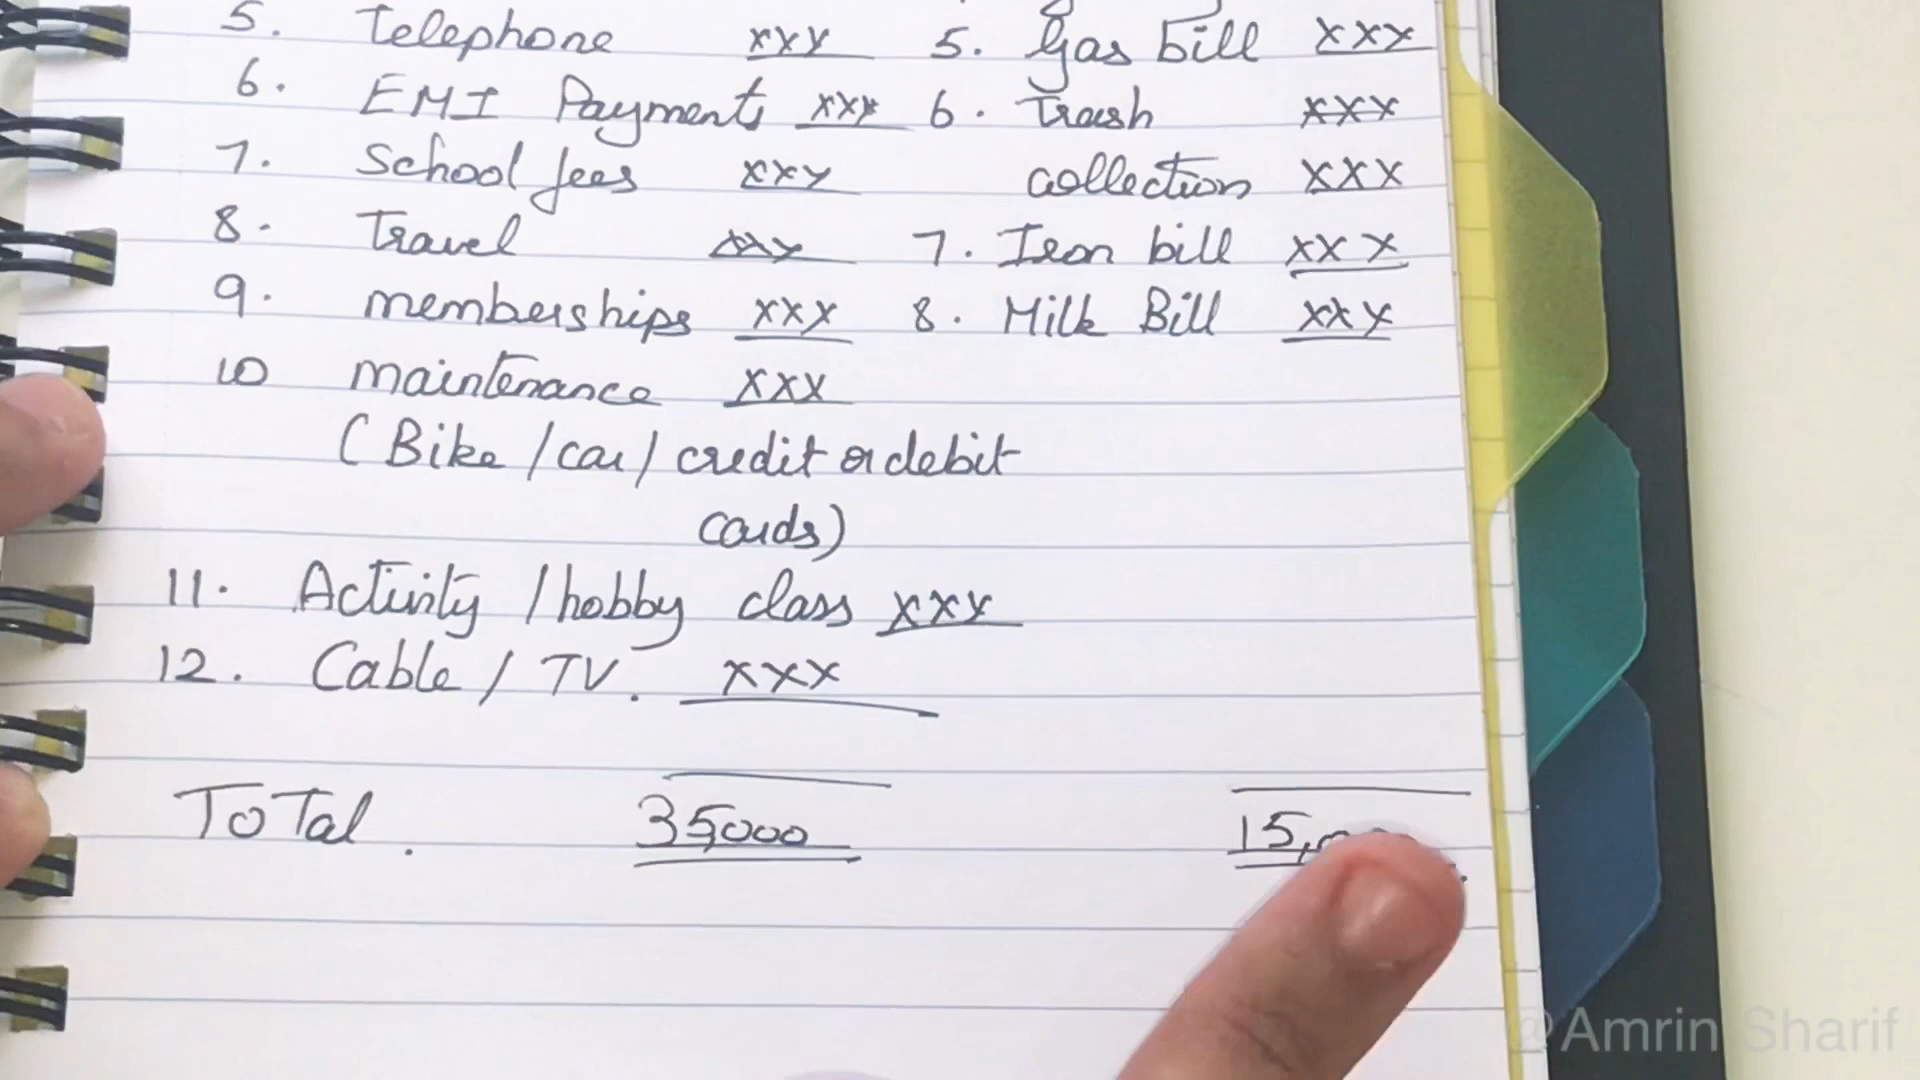 5. Telephone xxx 5. Gas bill xxx
6. EMI Payments xxx 6. Trash xxx
7. School fees xxx collection xxx
8. Travel xxx 7. Iron bill xxx
9. memberships xxx 8. Milk Bill xxx
10 maintenance xxx
(Bike / car / credit or debit
cards)
11. Activity / hobby class xxx
12. Cable / TV. xxx
ToTal. 35,000 15,
@Amrin Sharif